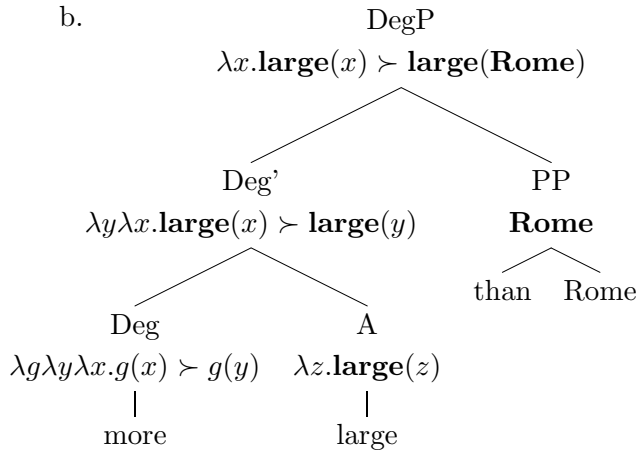 b.
DegP
λx.large(x) ≻ large(Rome)
Deg' PP
λyλx.large(x) ≻ large(y) Rome
than Rome
Deg A
λgλyλx.g(x) ≻ g(y) λz.large(z)
more large